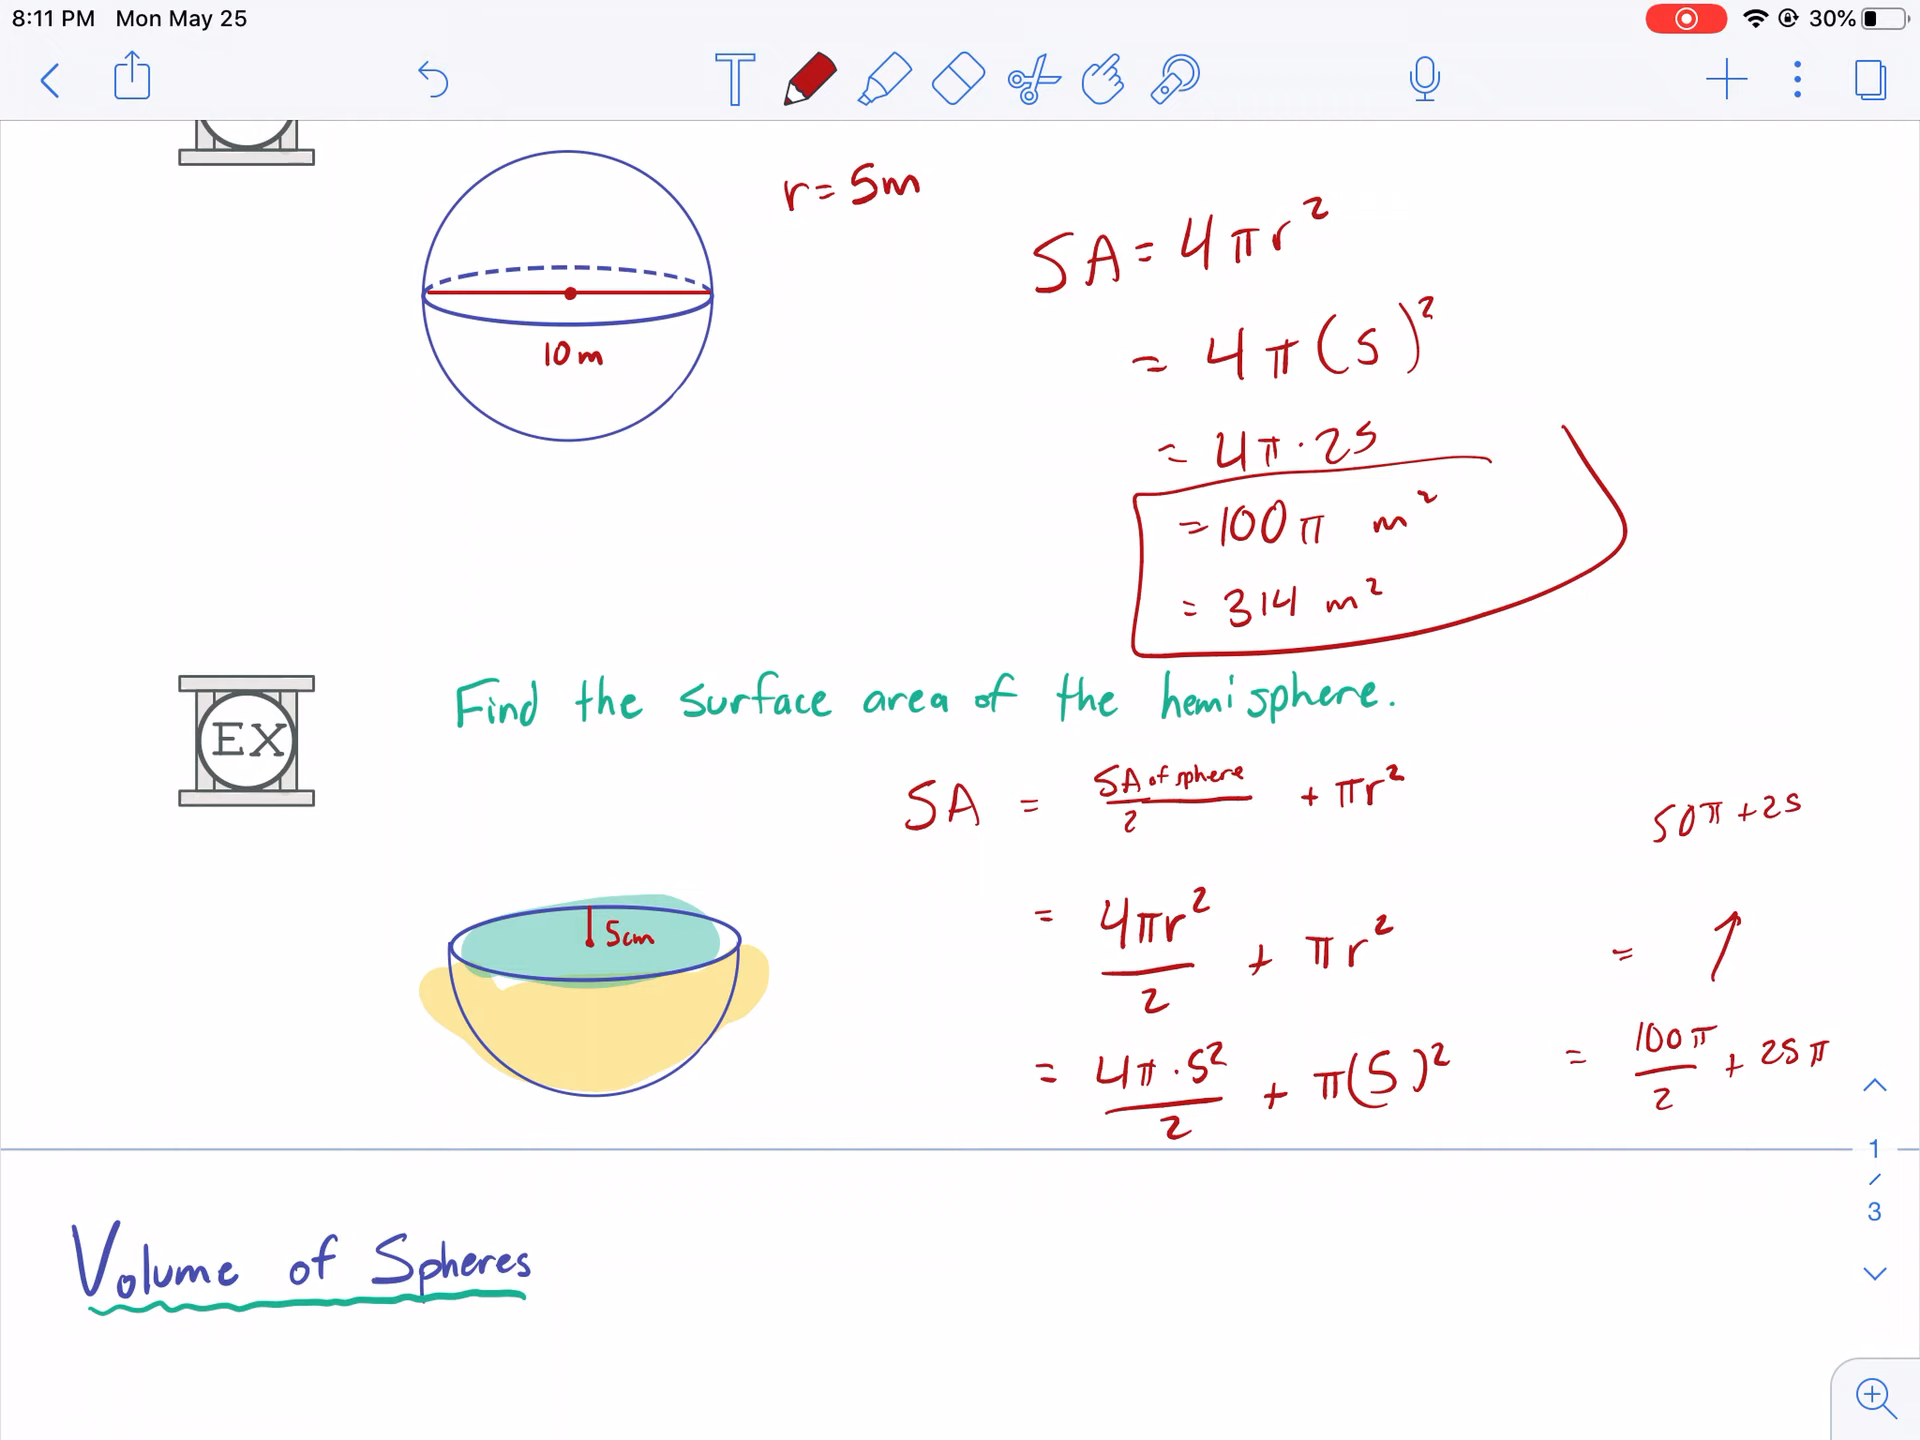 8:11 PM Mon May 25
30%
T
r = 5m
SA = 4πr²
= 4π(5)²
10m
= 4π·25
= 100π m²
= 314 m²
EX
Find the surface area of the hemisphere.
SA = SA of sphere / 2 + πr²
50π+25
5cm
= 4πr² / 2 + πr²
=
= 4π·5² / 2 + π(5)²
= 100π / 2 + 25π
1
/
3
Volume of Spheres